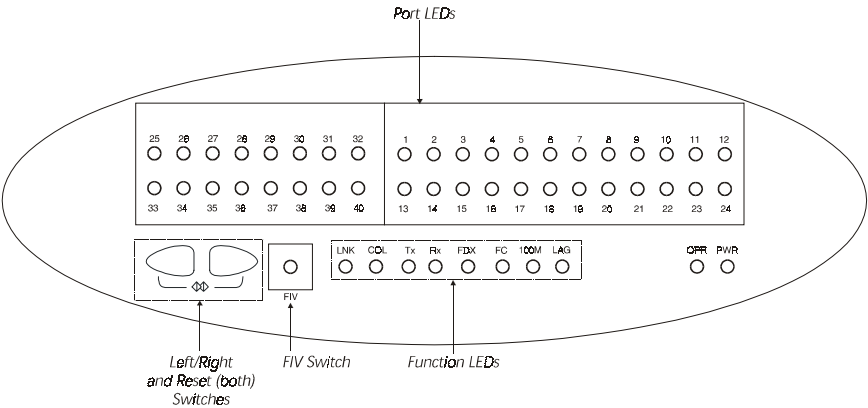 Port LEDs
25 26 27 28 29 30 31 32 1 2 3 4 5 6 7 8 9 10 11 12
33 34 35 36 37 38 39 40 13 14 15 16 17 18 19 20 21 22 23 24
LNK COL Tx Rx FDX FC 100M LAG OPR PWR
FIV
Left/Right FIV Switch Function LEDs
and Reset (both)
Switches